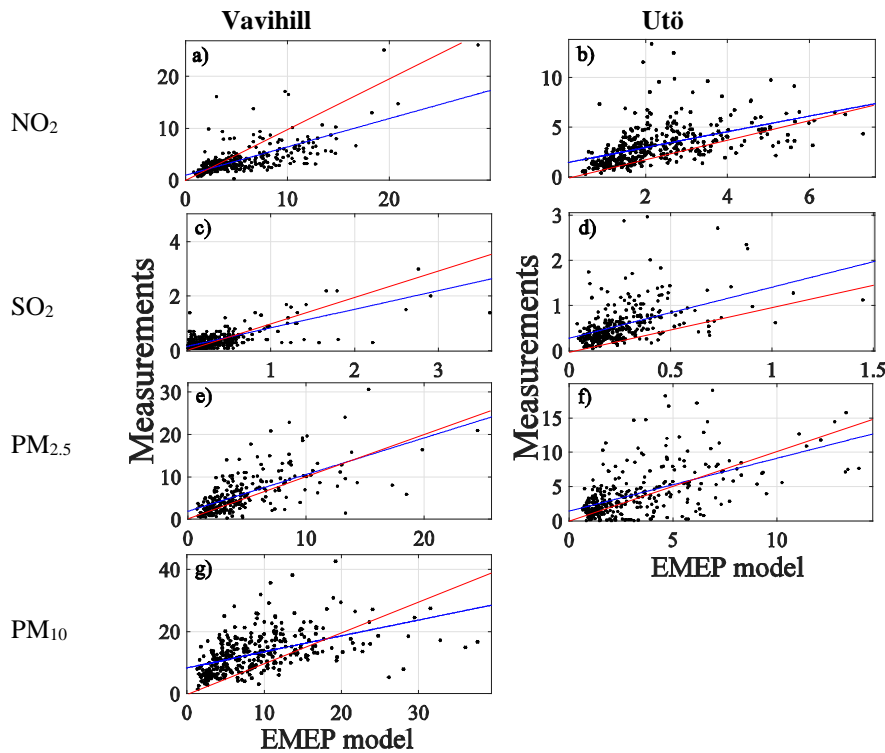 Vavihill Utö
NO2
a)
20
10
0
0 10 20
b)
10
5
0
2 4 6
SO2
c)
4
2
0
1 2 3
d)
3
2
1
0
0 0.5 1 1.5
PM2.5
e)
30
20
10
0
0 10 20
f)
15
10
5
0
0 5 10
EMEP model
PM10
g)
40
20
0
0 10 20 30
EMEP model
Measurements
Measurements